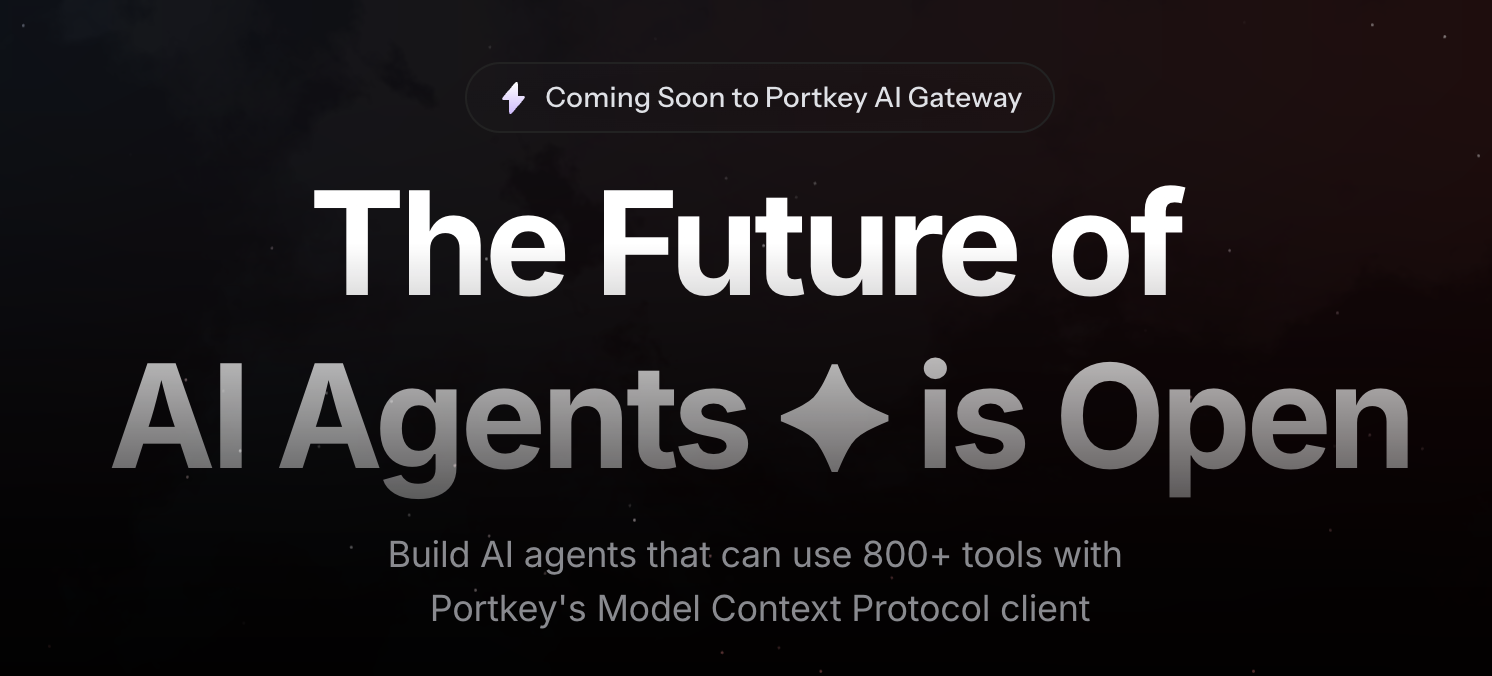 Coming Soon to Portkey AI Gateway
The Future of
AI Agents ✦ is Open
Build AI agents that can use 800+ tools with
Portkey's Model Context Protocol client